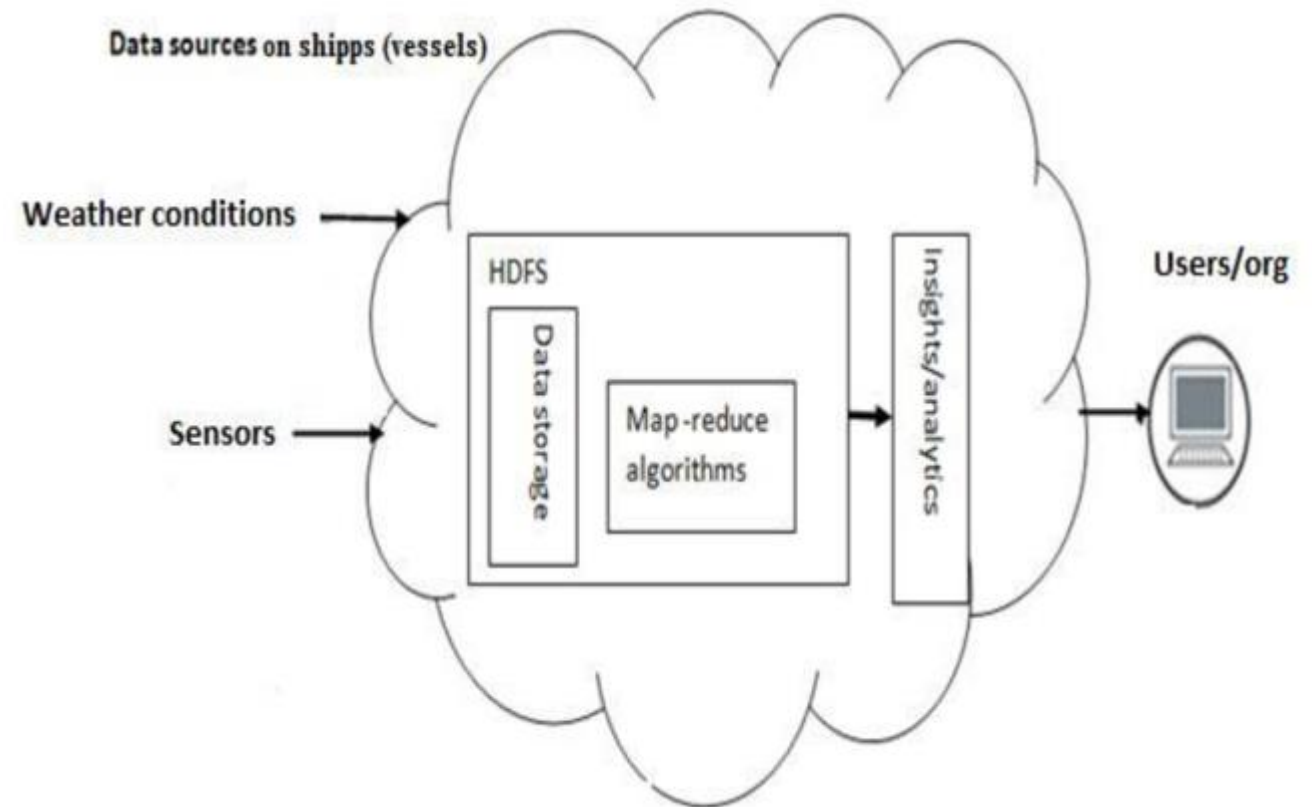 Data sources on shipps (vessels)
Weather conditions
Sensors
HDFS
Data storage
Map -reduce
algorithms
Insights/analytics
Users/org